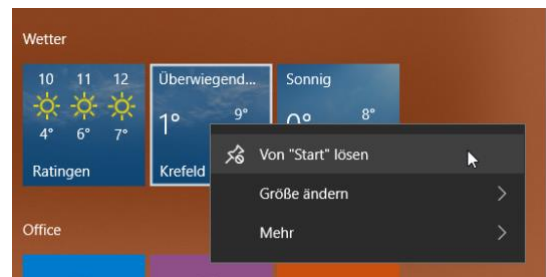 Wetter
10 11 12
4° 6° 7°
Ratingen
Überwiegend...
9°
1°
Krefeld
Sonnig
8°
0°
Von "Start" lösen
Größe ändern
Mehr
Office